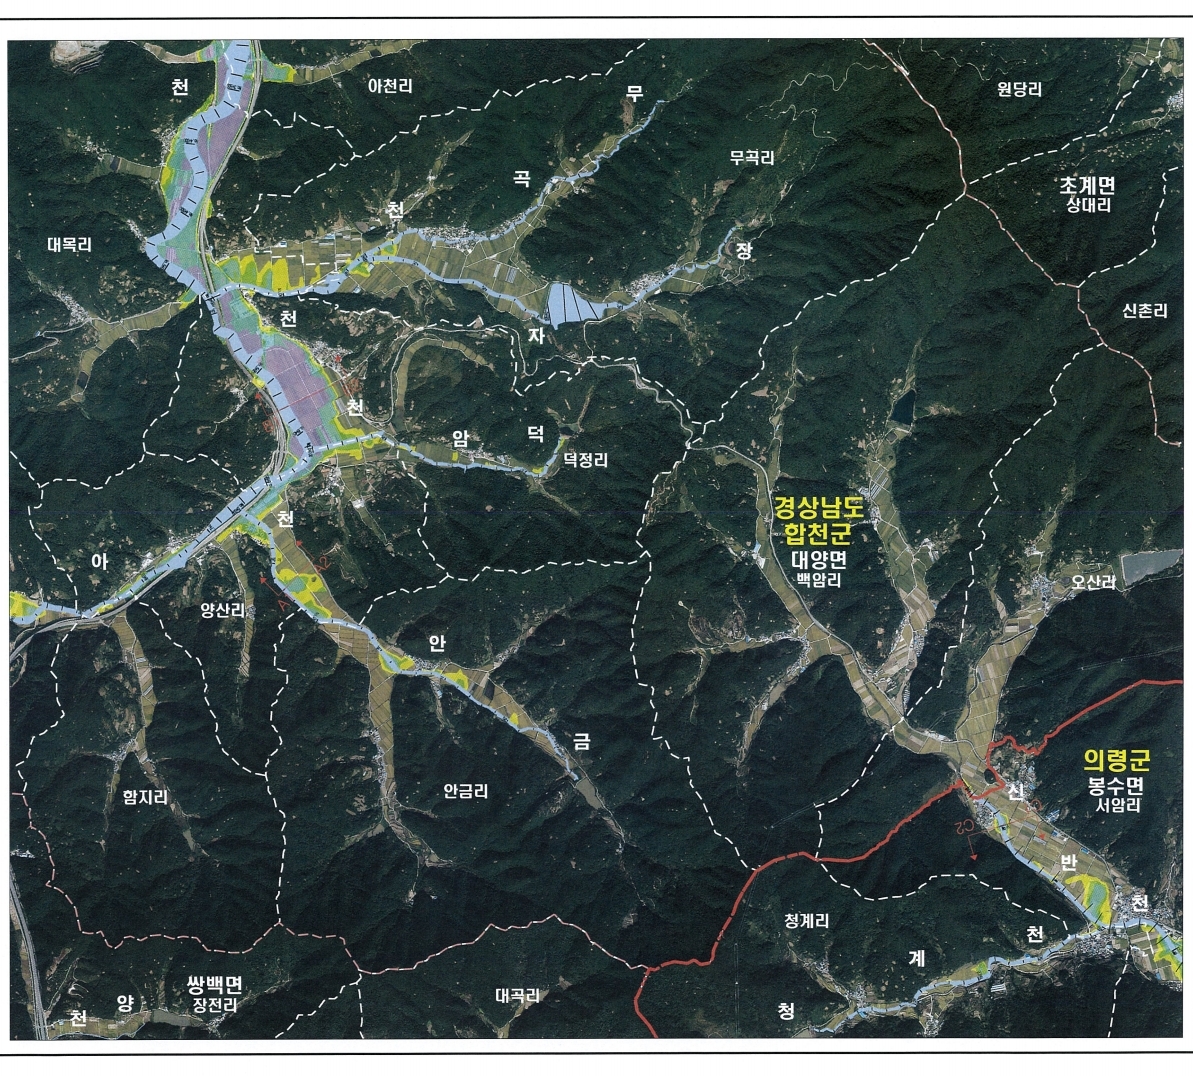 천
아천리
무
원당리
무곡리
곡
초계면
상대리
천
대목리
장
신촌리
천
자
천
암
덕
덕정리
경상남도
합천군
대양면
백암리
천
아
오산리
양산리
안
금
의령군
봉수면
서암리
함지리
안금리
신
C2
반
천
청계리
천
계
쌍백면
장전리
대곡리
양
천
청